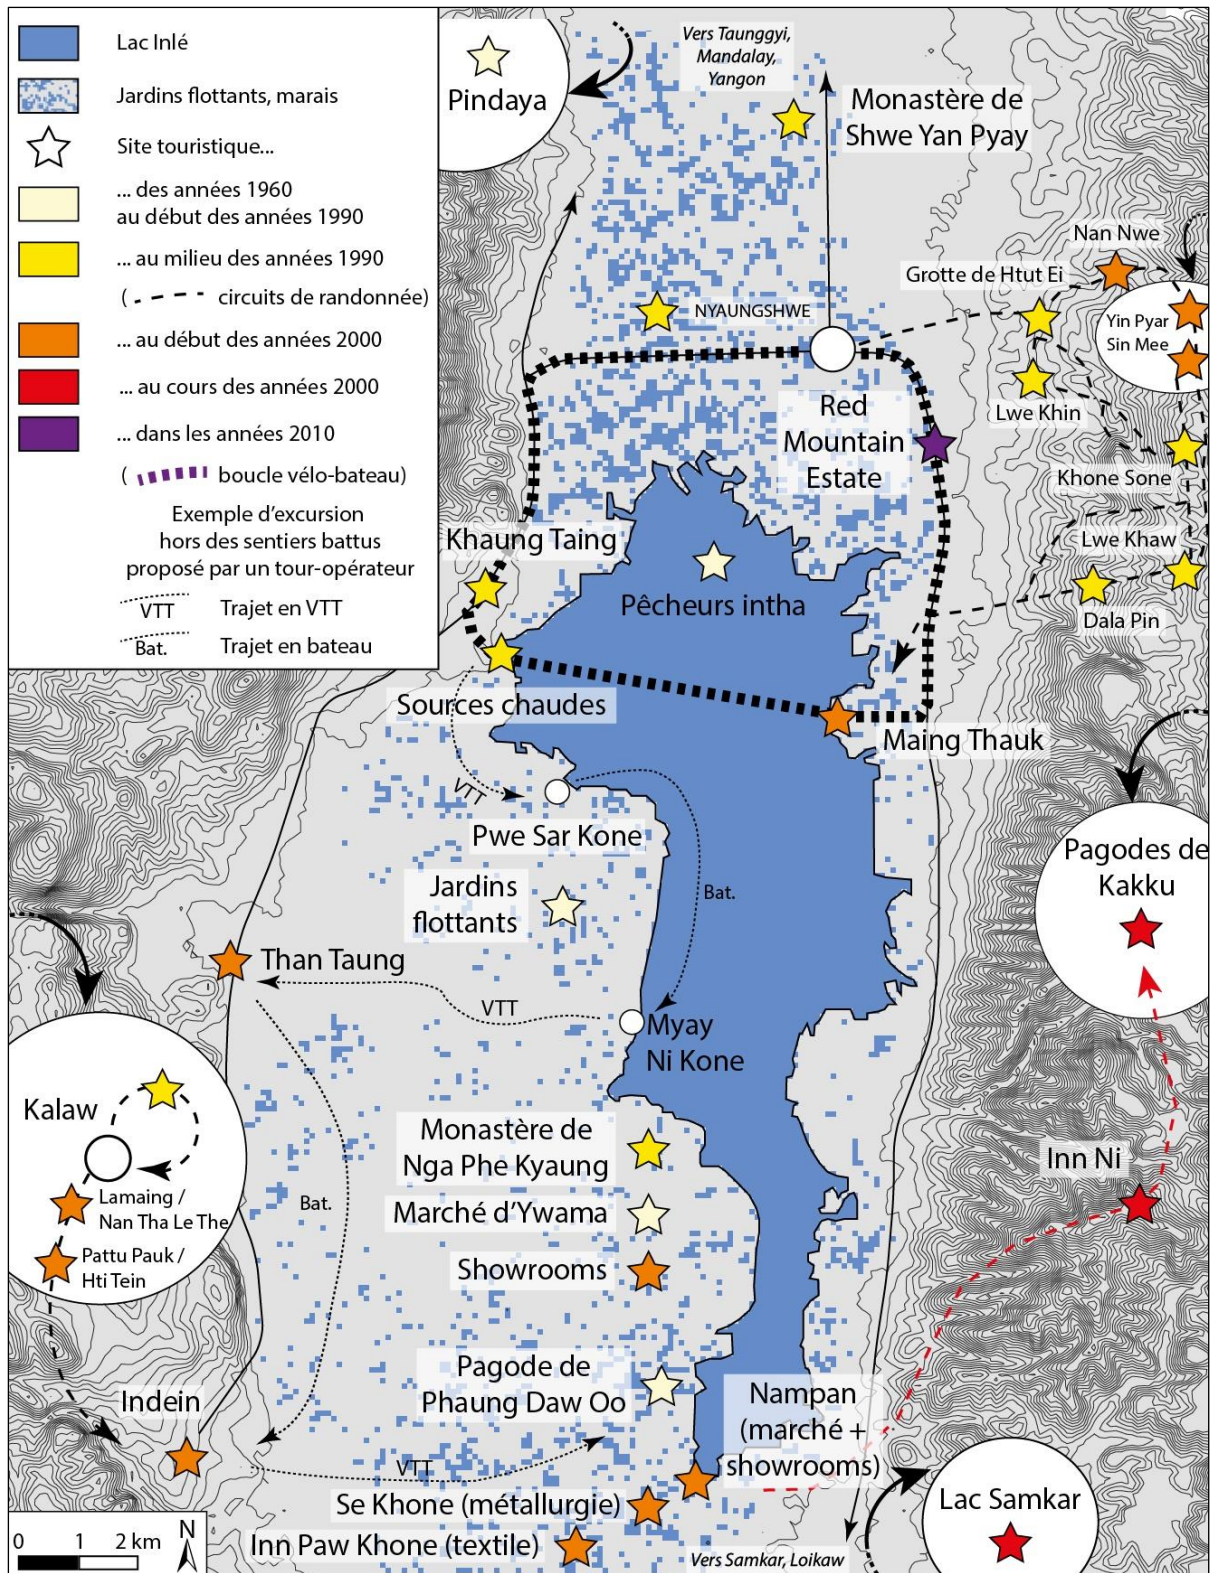 Lac Inlé
Jardins flottants, marais
Site touristique...
... des années 1960
au début des années 1990
... au milieu des années 1990
( circuits de randonnée)
... au début des années 2000
... au cours des années 2000
... dans les années 2010
( boucle vélo-bateau)
Exemple d'excursion
hors des sentiers battus
proposé par un tour-opérateur
VTT Trajet en VTT
Bat. Trajet en bateau
Pindaya
Vers Taunggyi,
Mandalay,
Yangon
Monastère de
Shwe Yan Pyay
Nan Nwe
Grotte de Htut Ei
NYAUNGSHWE
Yin Pyar
Sin Mee
Lwe Khin
Red
Mountain
Estate
Khone Sone
Khaung Taing
Lwe Khaw
Pêcheurs intha
Dala Pin
Sources chaudes
Maing Thauk
VTT
Pwe Sar Kone
Pagodes de
Kakku
Jardins
flottants
Bat.
Than Taung
VTT
Myay
Ni Kone
Kalaw
Monastère de
Nga Phe Kyaung
Inn Ni
Lamaing /
Nan Tha Le The
Bat.
Marché d'Ywama
Pattu Pauk /
Hti Tein
Showrooms
Indein
Pagode de
Phaung Daw Oo
Nampan
(marché +
showrooms)
VTT
Se Khone (métallurgie)
Lac Samkar
Inn Paw Khone (textile)
Vers Samkar, Loikaw
0 1 2 km
N